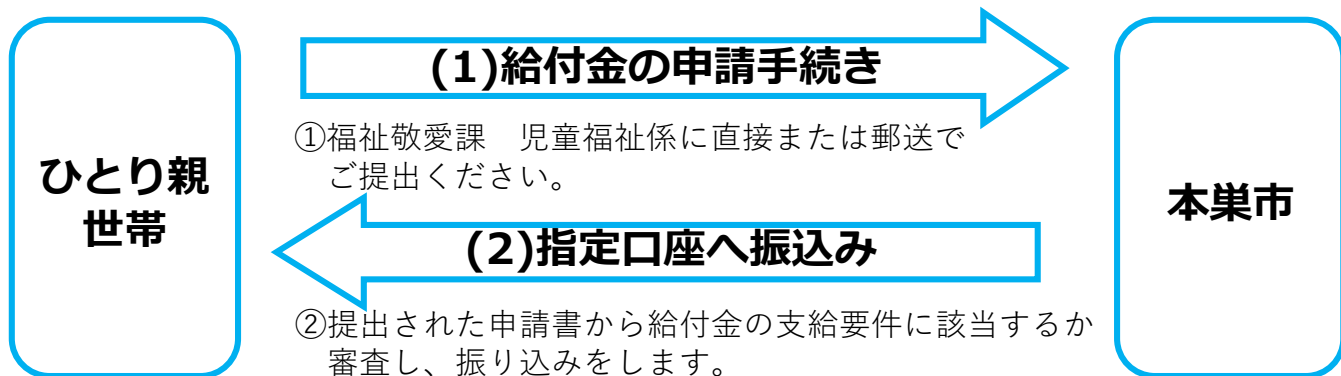 ひとり親
世帯
(1)給付金の申請手続き
①福祉敬愛課　児童福祉係に直接または郵送で
ご提出ください。
(2)指定口座へ振込み
②提出された申請書から給付金の支給要件に該当するか
審査し、振り込みをします。
本巣市